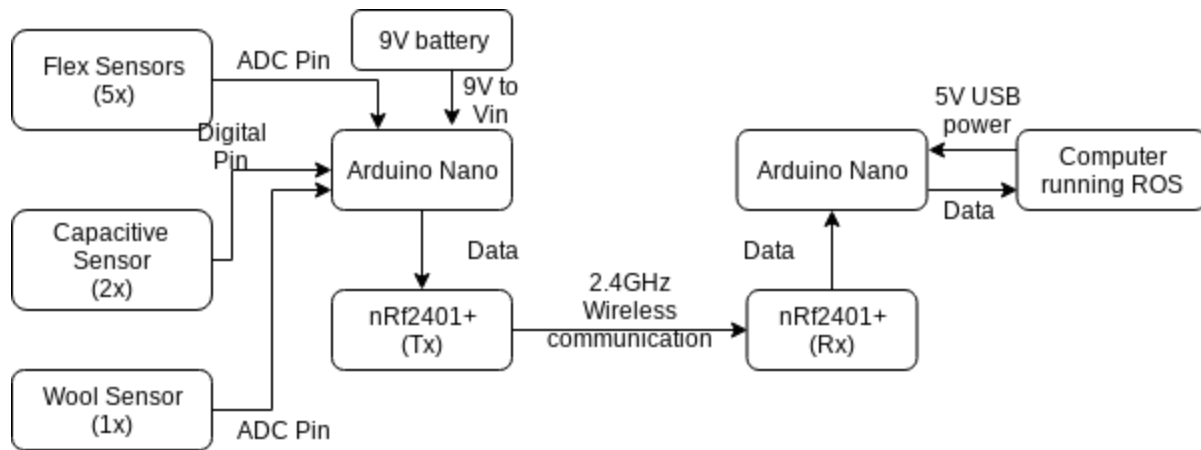 Flex Sensors
(5x)
ADC Pin
9V battery
9V to
Vin
Digital
Pin
Arduino Nano
Capacitive
Sensor
(2x)
Data
nRf2401+
(Tx)
Wool Sensor
(1x)
ADC Pin
2.4GHz
Wireless
communication
nRf2401+
(Rx)
Data
Arduino Nano
5V USB
power
Data
Computer
running ROS